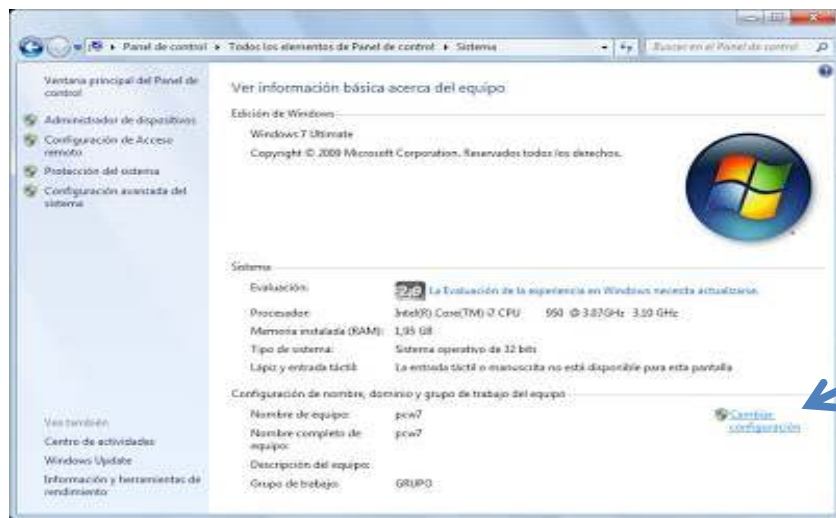 Panel de control ▸ Todos los elementos de Panel de control ▸ Sistema
Buscar en el Panel de control
Ventana principal del Panel de
control
Administrador de dispositivos
Configuración de Acceso
remoto
Protección del sistema
Configuración avanzada del
sistema
Vea también
Centro de actividades
Windows Update
Información y herramientas de
rendimiento
Ver información básica acerca del equipo
Edición de Windows
Windows 7 Ultimate
Copyright © 2009 Microsoft Corporation. Reservados todos los derechos.
Sistema
Evaluación: La Evaluación de la experiencia en Windows necesita actualizarse.
Procesador: Intel(R) Core(TM) i7 CPU 950 @ 3.07GHz 3.10 GHz
Memoria instalada (RAM): 1,95 GB
Tipo de sistema: Sistema operativo de 32 bits
Lápiz y entrada táctil: La entrada táctil o manuscrita no está disponible para esta pantalla
Configuración de nombre, dominio y grupo de trabajo del equipo
Nombre de equipo: pcw7
Cambiar
configuración
Nombre completo de
equipo: pcw7
Descripción del equipo:
Grupo de trabajo: GRUPO